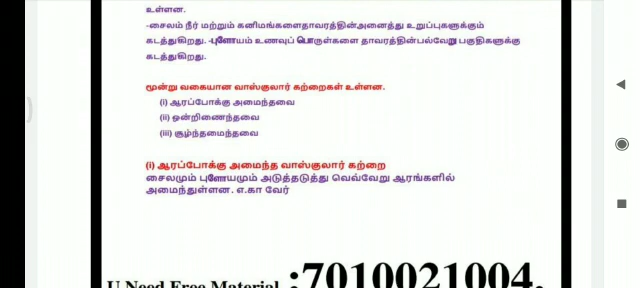 உள்ளன.
-சைலம் நீர் மற்றும் கனிமங்களைதாவரத்தின்அனைத்து உறுப்புகளுக்கும்
கடத்துகிறது. -புளோயம் உணவுப் பொருள்களை தாவரத்தின்பல்வேறு பகுதிகளுக்கு
கடத்துகிறது.
மூன்று வகையான வாஸ்குலார் கற்றைகள் உள்ளன.
(i) ஆரப்போக்கு அமைந்தவை
(ii) ஒன்றிணைந்தவை
(iii) சூழ்ந்தமைந்தவை
(i) ஆரப்போக்கு அமைந்த வாஸ்குலார் கற்றை
சைலமும் புளோயமும் அடுத்தடுத்து வெவ்வேறு ஆரங்களில்
அமைந்துள்ளன. எ.கா வேர்
U Need Free Material :7010021004.